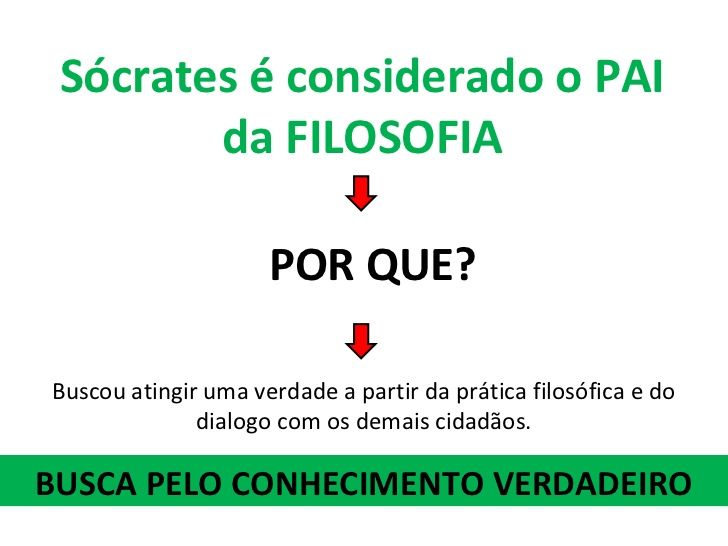 Sócrates é considerado o PAI
da FILOSOFIA
POR QUE?
Buscou atingir uma verdade a partir da prática filosófica e do
dialogo com os demais cidadãos.
BUSCA PELO CONHECIMENTO VERDADEIRO